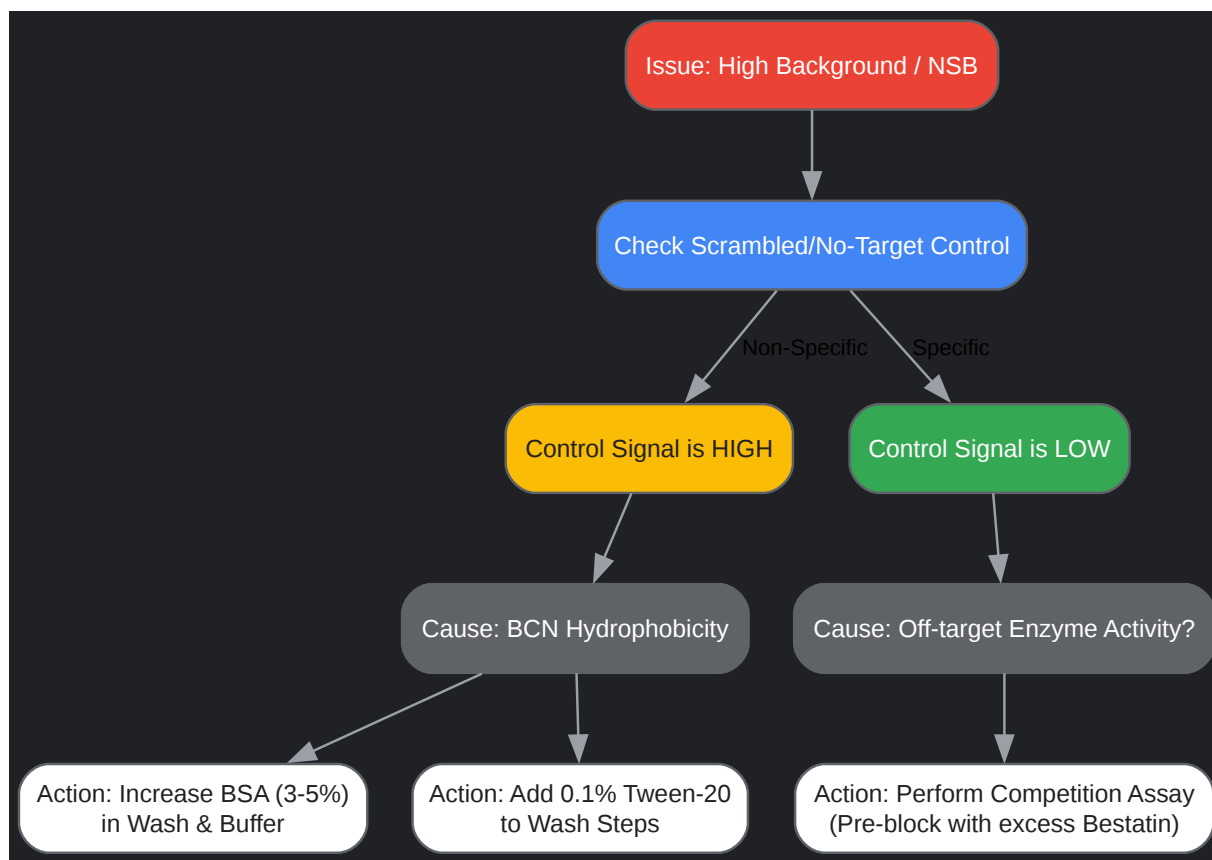 Issue: High Background / NSB
Check Scrambled/No-Target Control
Non-Specific
Specific
Control Signal is HIGH
Control Signal is LOW
Cause: BCN Hydrophobicity
Cause: Off-target Enzyme Activity?
Action: Increase BSA (3-5%)
in Wash & Buffer
Action: Add 0.1% Tween-20
to Wash Steps
Action: Perform Competition Assay
(Pre-block with excess Bestatin)